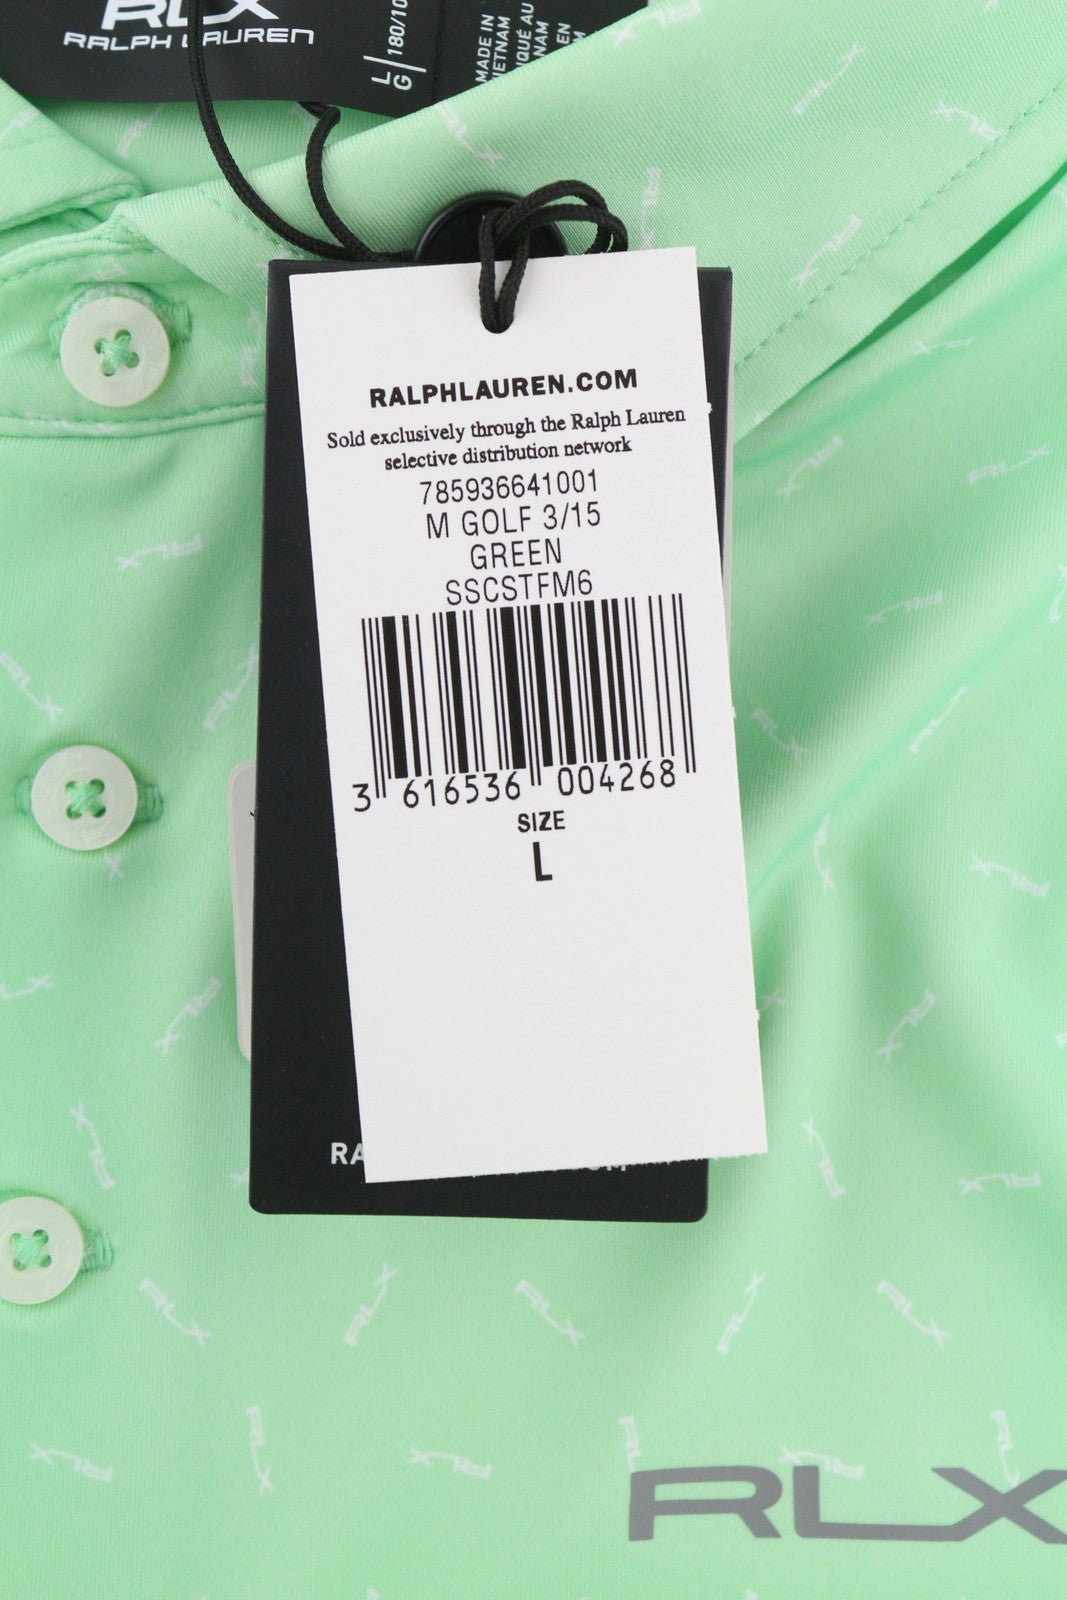 RLX
RALPH LAUREN
L
G
180/10
MADE IN
VIETNAM
RALPHLAUREN.COM
Sold exclusively through the Ralph Lauren
selective distribution network
785936641001
M GOLF 3/15
GREEN
SSCSTFM6
3 616536 004268
SIZE
L
RLX